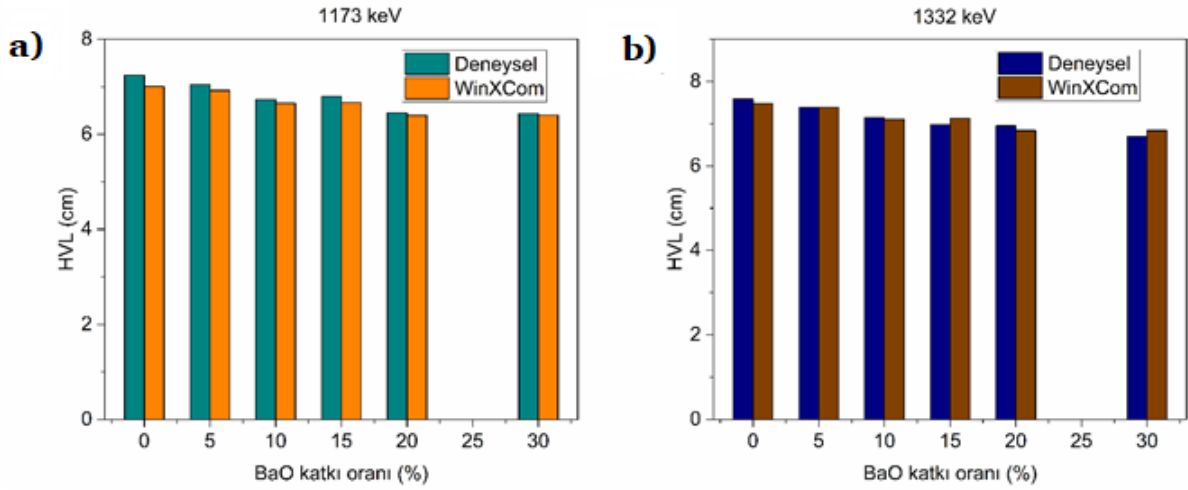 a)
1173 keV
Deneysel
WinXCom
HVL (cm)
8
6
4
2
0
0 5 10 15 20 25 30
BaO katkı oranı (%)
b)
1332 keV
Deneysel
WinXCom
HVL (cm)
8
6
4
2
0
0 5 10 15 20 25 30
BaO katkı oranı (%)